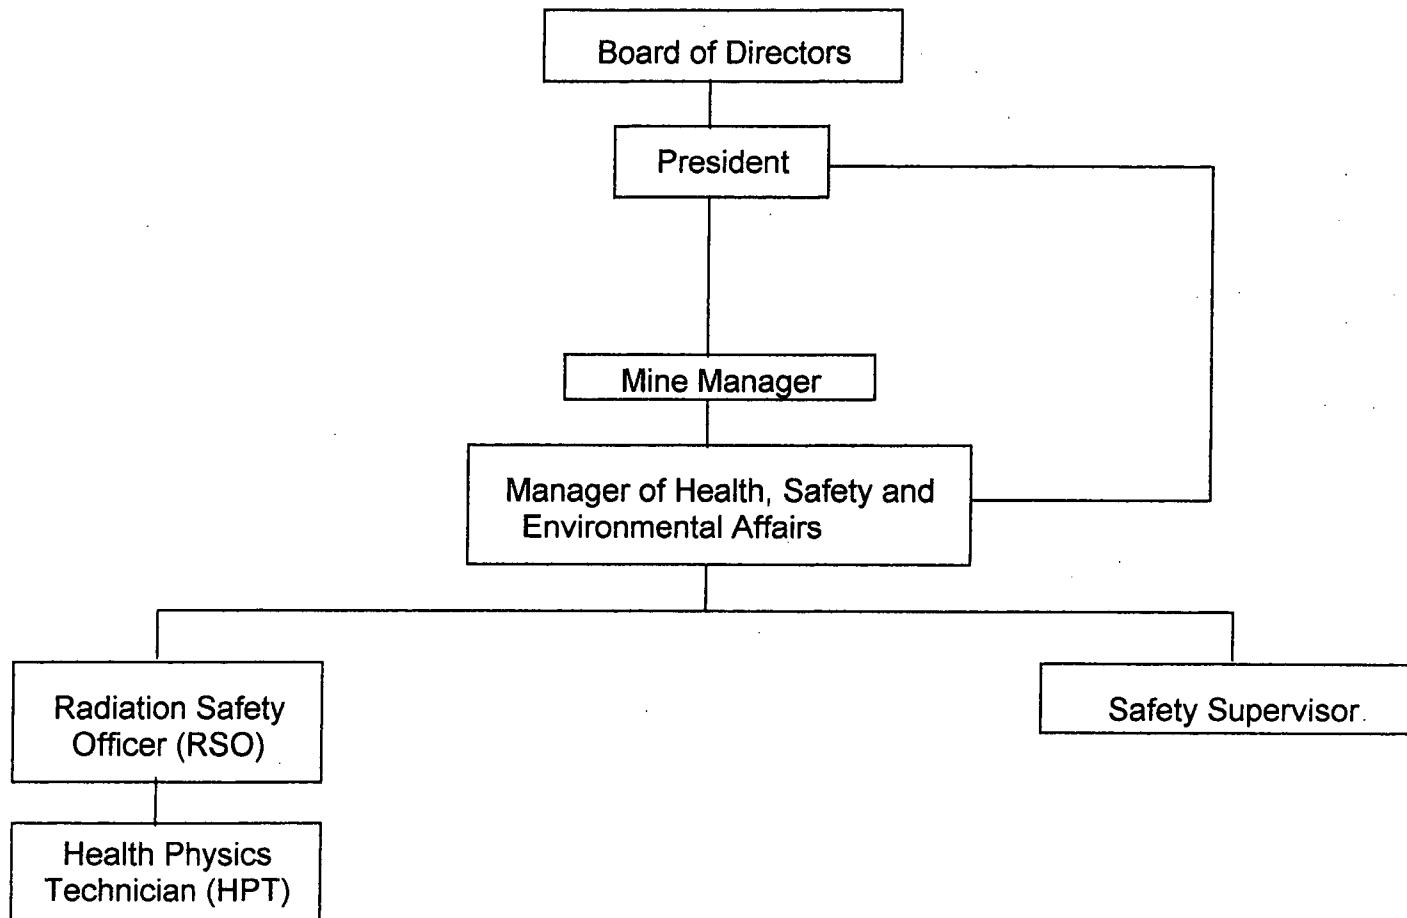 Board of Directors
President
Mine Manager
Manager of Health, Safety and
Environmental Affairs
Radiation Safety
Officer (RSO)
Safety Supervisor
Health Physics
Technician (HPT)